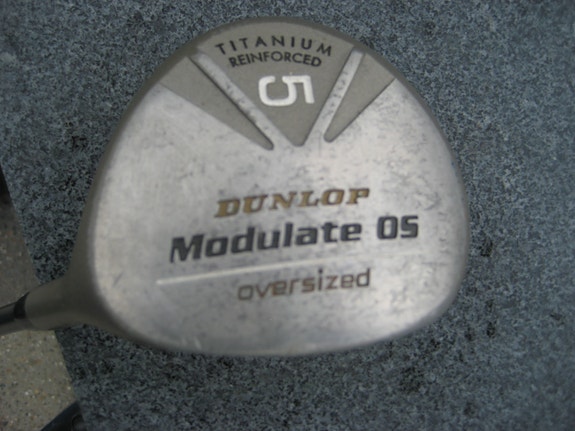 TITANIUM
REINFORCED
5
DUNLOP
Modulate OS
oversized